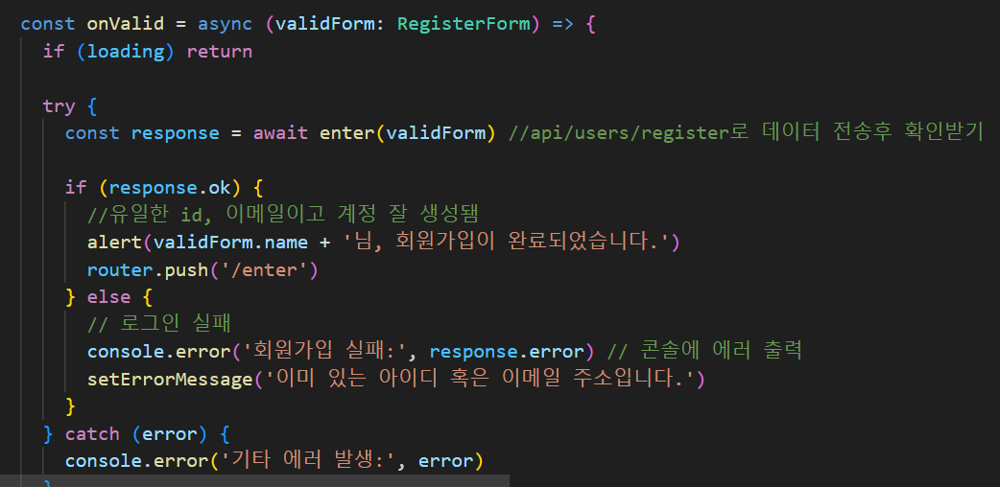 const onValid = async (validForm: RegisterForm) => {
if (loading) return
try {
const response = await enter(validForm) //api/users/register로 데이터 전송후 확인받기
if (response.ok) {
//유일한 id, 이메일이고 계정 잘 생성됌
alert(validForm.name + '님, 회원가입이 완료되었습니다.')
router.push('/enter')
} else {
// 로그인 실패
console.error('회원가입 실패:', response.error) // 콘솔에 에러 출력
setErrorMessage('이미 있는 아이디 혹은 이메일 주소입니다.')
}
} catch (error) {
console.error('기타 에러 발생:', error)
}